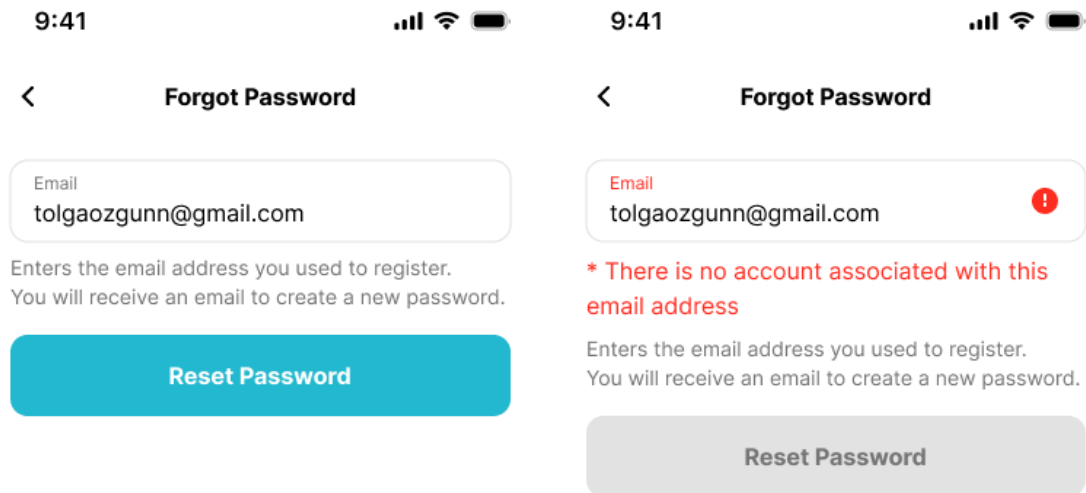 9:41
Forgot Password
Email
tolgaozgunn@gmail.com
Enters the email address you used to register.
You will receive an email to create a new password.
Reset Password
9:41
Forgot Password
Email
tolgaozgunn@gmail.com
* There is no account associated with this
email address
Enters the email address you used to register.
You will receive an email to create a new password.
Reset Password